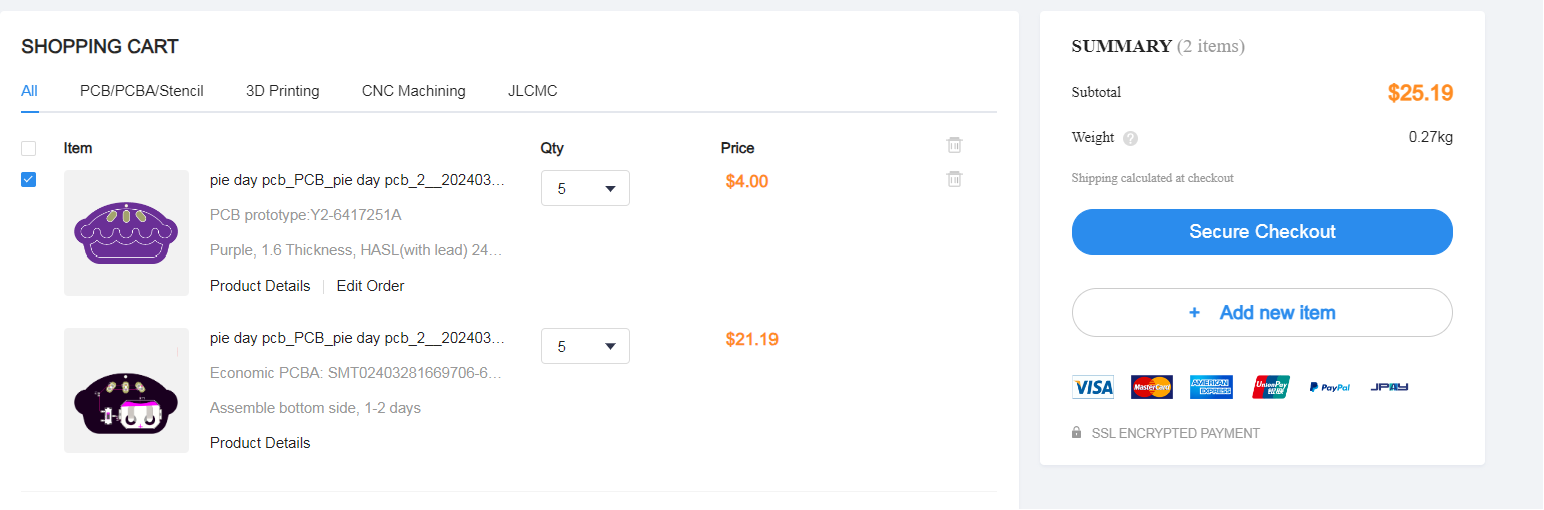 SHOPPING CART
All PCB/PCBA/Stencil 3D Printing CNC Machining JLCMC
Item Qty Price
pie day pcb_PCB_pie day pcb_2__202403... 5 $4.00
PCB prototype:Y2-6417251A
Purple, 1.6 Thickness, HASL(with lead) 24...
Product Details | Edit Order
pie day pcb_PCB_pie day pcb_2__202403... 5 $21.19
Economic PCBA: SMT02403281669706-6...
Assemble bottom side, 1-2 days
Product Details
SUMMARY (2 items)
Subtotal $25.19
Weight ? 0.27kg
Shipping calculated at checkout
Secure Checkout
+ Add new item
VISA MasterCard AMERICAN EXPRESS UnionPay 银联 PayPal JPAY
SSL ENCRYPTED PAYMENT